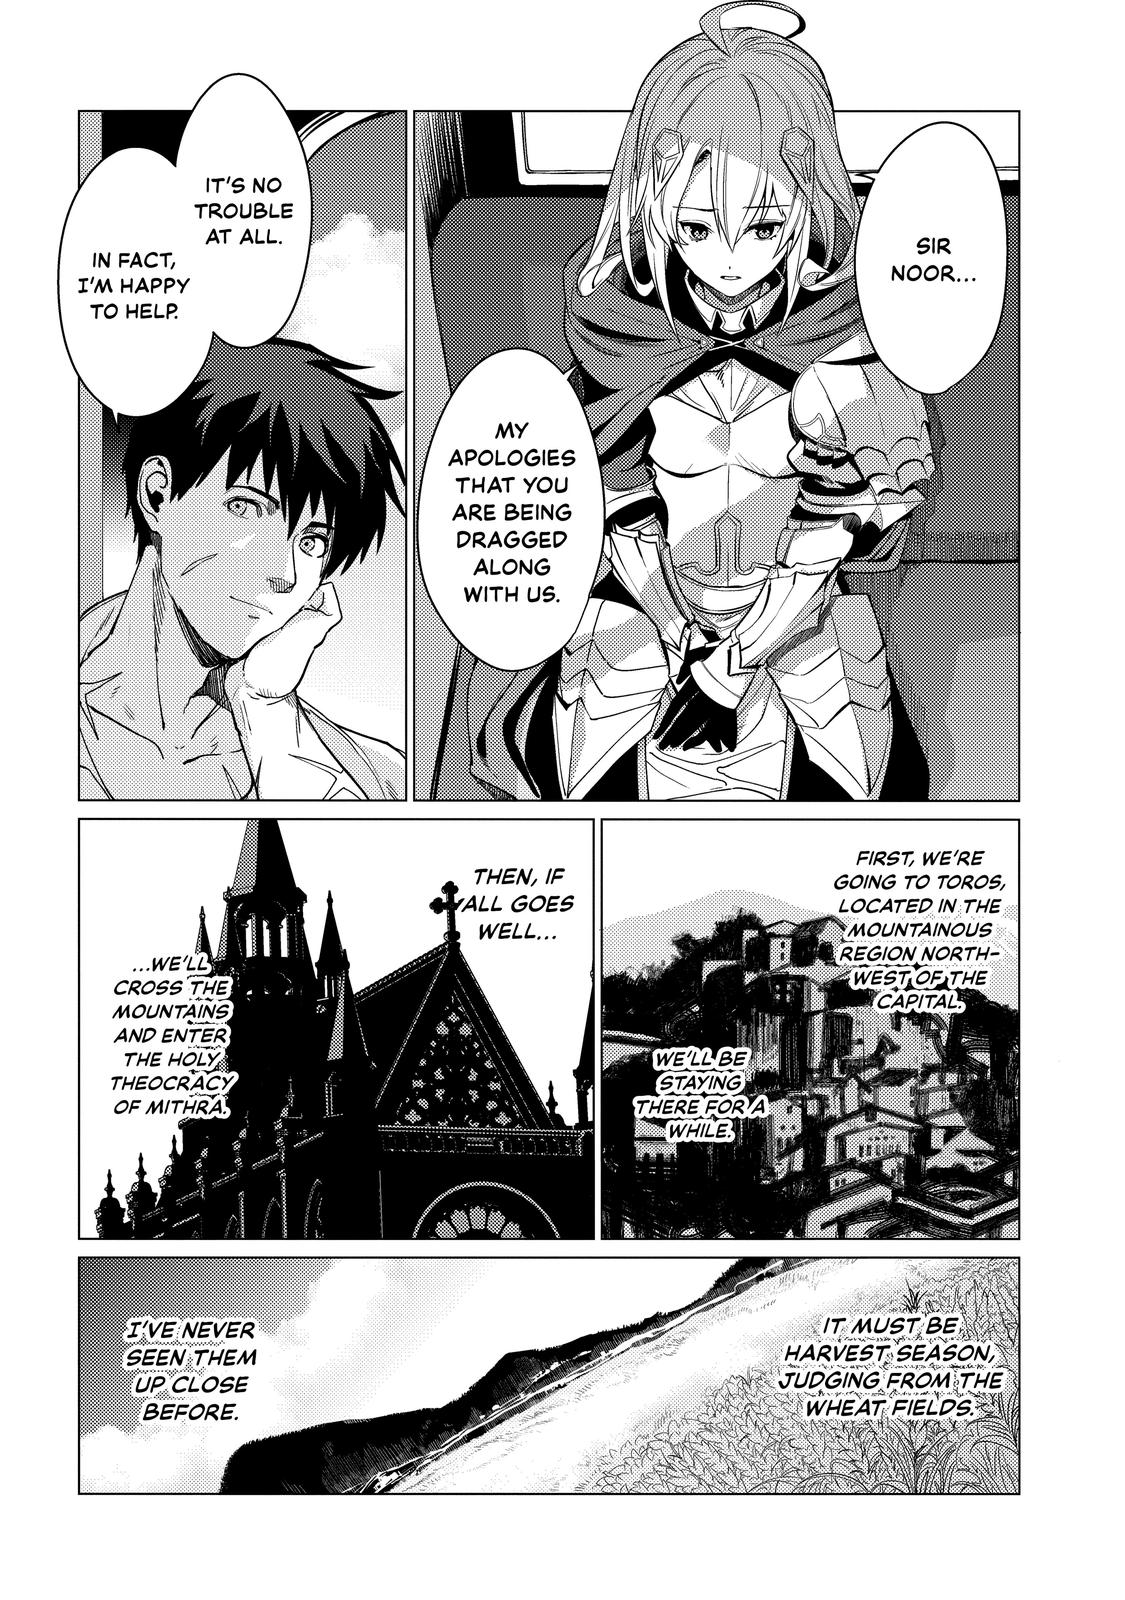 SIR
NOOR...
MY
APOLOGIES
THAT YOU
ARE BEING
DRAGGED
ALONG
WITH US.
IT'S NO
TROUBLE
AT ALL.
IN FACT,
I'M HAPPY
TO HELP.
FIRST, WE'RE
GOING TO TOROS,
LOCATED IN THE
MOUNTAINOUS
REGION NORTH-
WEST OF THE
CAPITAL.
WE'LL BE
STAYING
THERE FOR A
WHILE.
THEN, IF
ALL GOES
WELL...
...WE'LL
CROSS THE
MOUNTAINS
AND ENTER
THE HOLY
THEOCRACY
OF MITHRA.
IT MUST BE
HARVEST SEASON,
JUDGING FROM THE
WHEAT FIELDS.
I'VE NEVER
SEEN THEM
UP CLOSE
BEFORE.